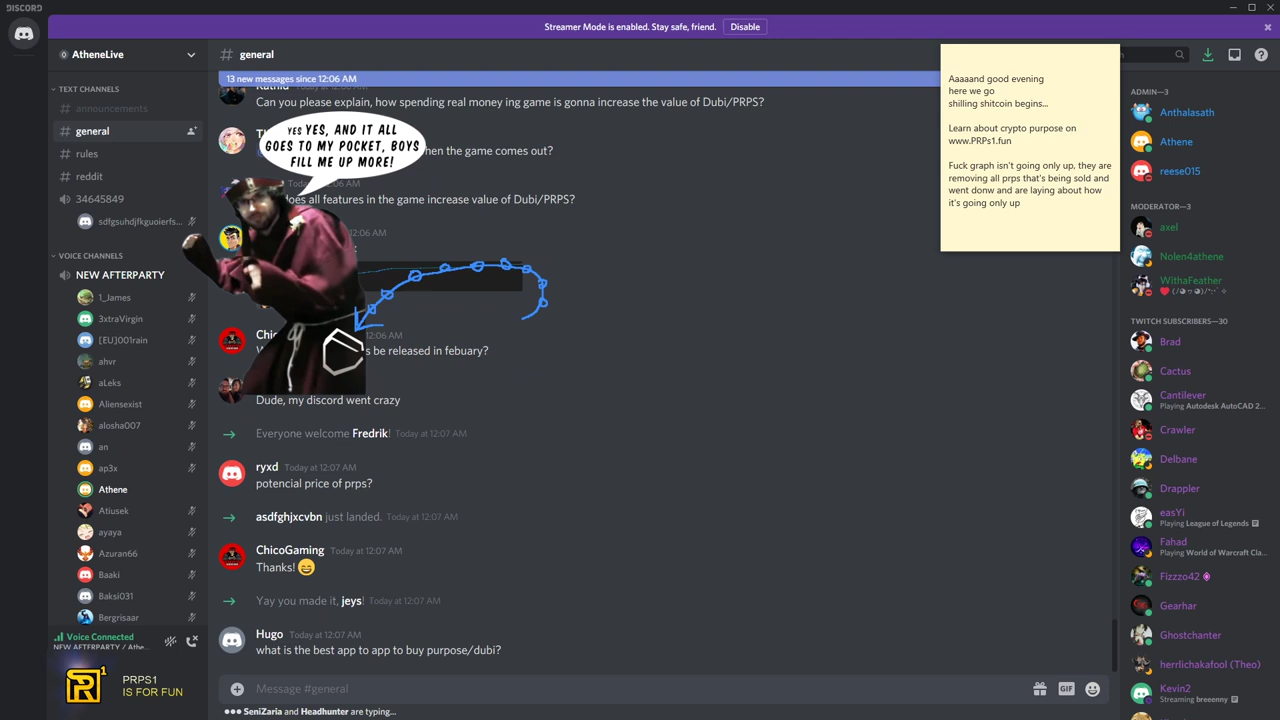 DISCORD
Streamer Mode is enabled. Stay safe, friend.
Disable
AtheneLive
TEXT CHANNELS
# announcements
# general
# rules
# reddit
34645849
sdfgsuhdjfkguoierfs...
VOICE CHANNELS
NEW AFTERPARTY
1_James
3xtraVirgin
[EU]001rain
ahvr
aLeks
Aliensexist
alosha007
an
ap3x
Athene
Atiusek
ayaya
Azuran66
Baaki
Baksi031
Bergrisaar
Voice Connected
NEW AFTERPARTY / Athe...
PRPS1
IS FOR FUN
# general
13 new messages since 12:06 AM
Can you please explain, how spending real money ing game is gonna increase the value of Dubi/PRPS?
YES YES, AND IT ALL
GOES TO MY POCKET, BOYS
FILL ME UP MORE!
hen the game comes out?
12:06 AM
does all features in the game increase value of Dubi/PRPS?
06 AM
Chic 12:06 AM
s be released in febuary?
Dude, my discord went crazy
Everyone welcome Fredrik! Today at 12:07 AM
ryxd Today at 12:07 AM
potencial price of prps?
asdfghjxcvbn just landed. Today at 12:07 AM
ChicoGaming Today at 12:07 AM
Thanks! 😄
Yay you made it, jeys! Today at 12:07 AM
Hugo Today at 12:07 AM
what is the best app to app to buy purpose/dubi?
Message #general
GIF
SeniZaria and Headhunter are typing...
Aaaaand good evening
here we go
shilling shitcoin begins...
Learn about crypto purpose on
www.PRPs1.fun
Fuck graph isn't going only up, they are
removing all prps that's being sold and
went donw and are laying about how
it's going only up
ADMIN—3
Anthalasath
Athene
reese015
MODERATOR—3
axel
Nolen4athene
WithaFeather
TWITCH SUBSCRIBERS—30
Brad
Cactus
Cantilever
Playing Autodesk AutoCAD 2...
Crawler
Delbane
Drappler
easYi
Playing League of Legends
Fahad
Playing World of Warcraft Cla...
Fizzzo42
Gearhar
Ghostchanter
herrlichakafool (Theo)
Kevin2
Streaming breeenny